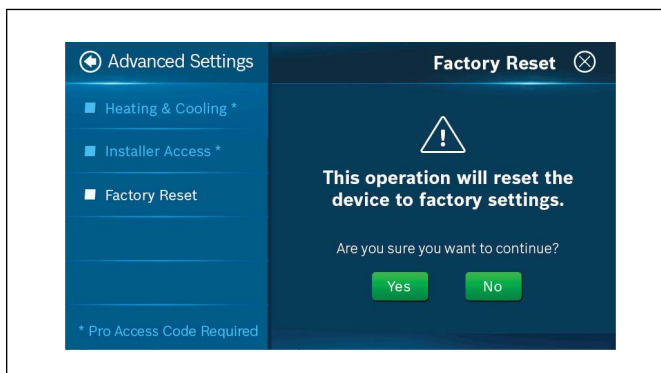 Advanced Settings
Heating & Cooling *
Installer Access *
Factory Reset
* Pro Access Code Required
Factory Reset
This operation will reset the
device to factory settings.
Are you sure you want to continue?
Yes
No